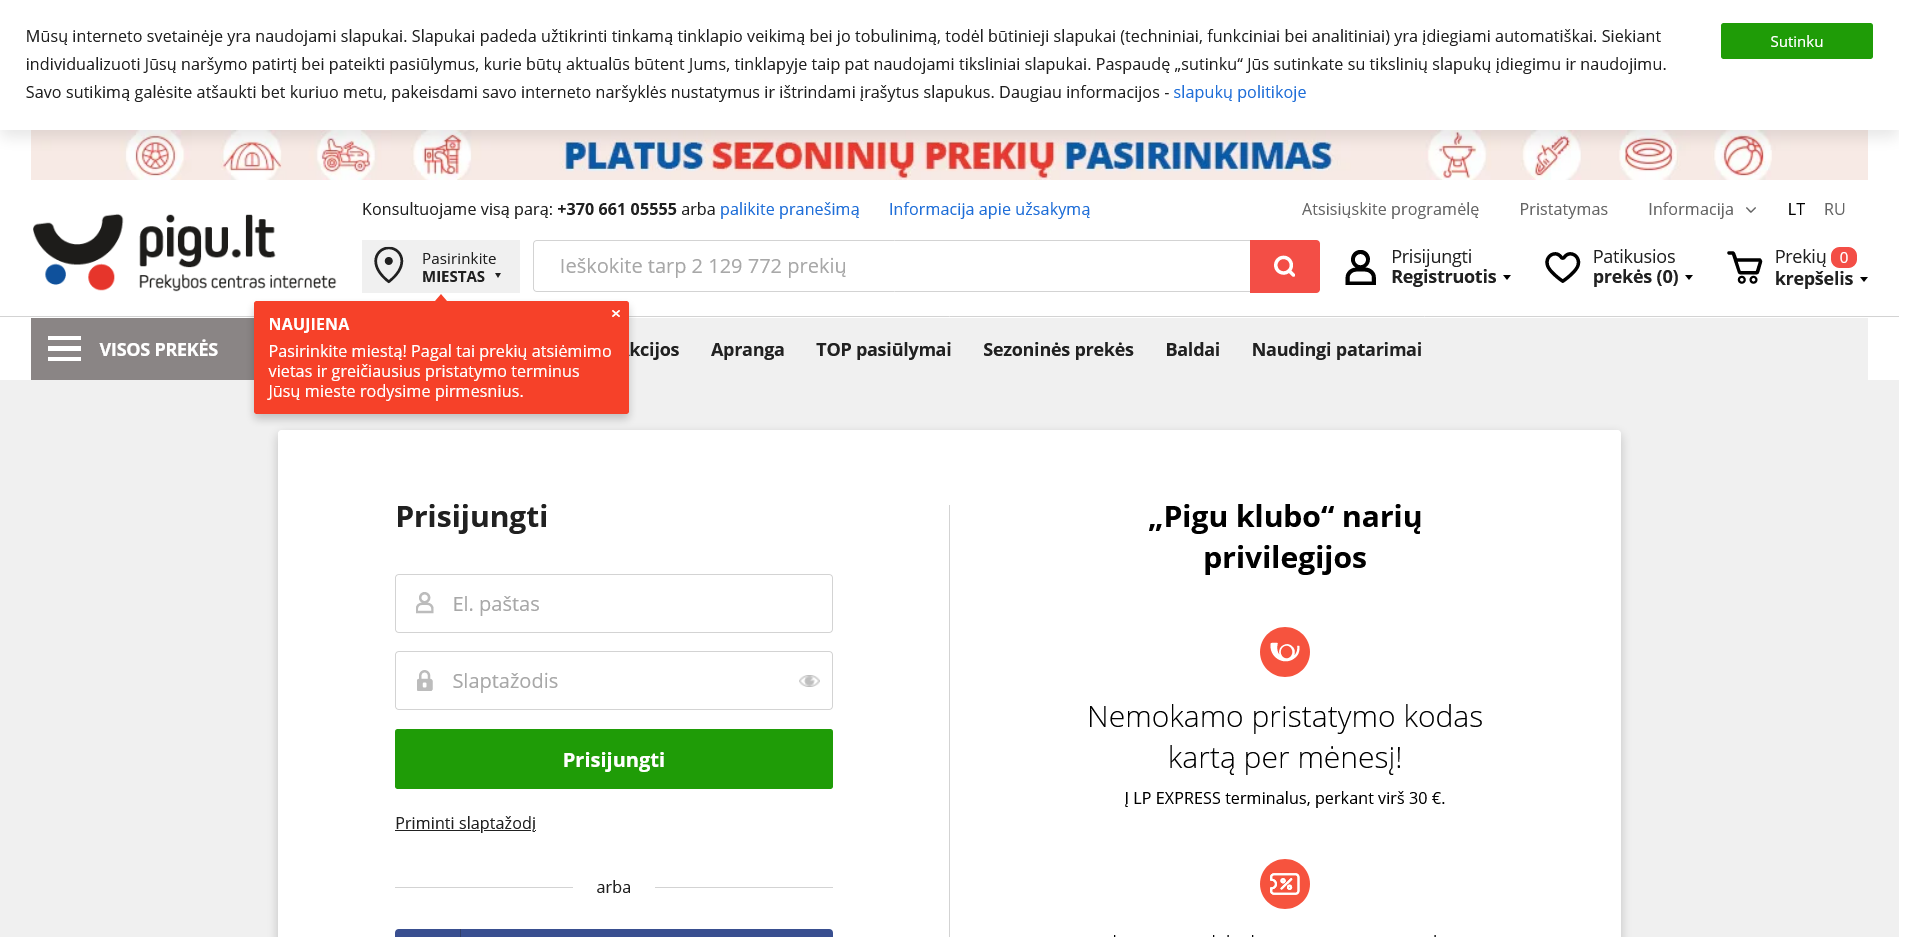 Mūsų interneto svetainėje yra naudojami slapukai. Slapukai padeda užtikrinti tinkamą tinklapio veikimą bei jo tobulinimą, todėl būtinieji slapukai (techniniai, funkciniai bei analitiniai) yra įdiegiami automatiškai. Siekiant
individualizuoti Jūsų naršymo patirtį bei pateikti pasiūlymus, kurie būtų aktualūs būtent Jums, tinklapyje taip pat naudojami tiksliniai slapukai. Paspaudę „sutinku“ Jūs sutinkate su tikslinių slapukų įdiegimu ir naudojimu.
Savo sutikimą galėsite atšaukti bet kuriuo metu, pakeisdami savo interneto naršyklės nustatymus ir ištrindami įrašytus slapukus. Daugiau informacijos - slapukų politikoje
Sutinku
PLATUS SEZONINIŲ PREKIŲ PASIRINKIMAS
pigu.lt
Prekybos centras internete
Konsultuojame visą parą: +370 661 05555 arba palikite pranešimą
Informacija apie užsakymą
Atsisiųskite programėlę
Pristatymas
Informacija
LT
RU
Pasirinkite
MIESTAS
Ieškokite tarp 2 129 772 prekių
Prisijungti
Registruotis
Patikusios
prekės (0)
Prekių 0
krepšelis
VISOS PREKĖS
NAUJIENA
×
Pasirinkite miestą! Pagal tai prekių atsiėmimo
vietas ir greičiausius pristatymo terminus
Jūsų mieste rodysime pirmesnius.
kcijos
Apranga
TOP pasiūlymai
Sezoninės prekės
Baldai
Naudingi patarimai
Prisijungti
El. paštas
Slaptažodis
Prisijungti
Priminti slaptažodį
arba
„Pigu klubo“ narių
privilegijos
Nemokamo pristatymo kodas
kartą per mėnesį!
Į LP EXPRESS terminalus, perkant virš 30 €.